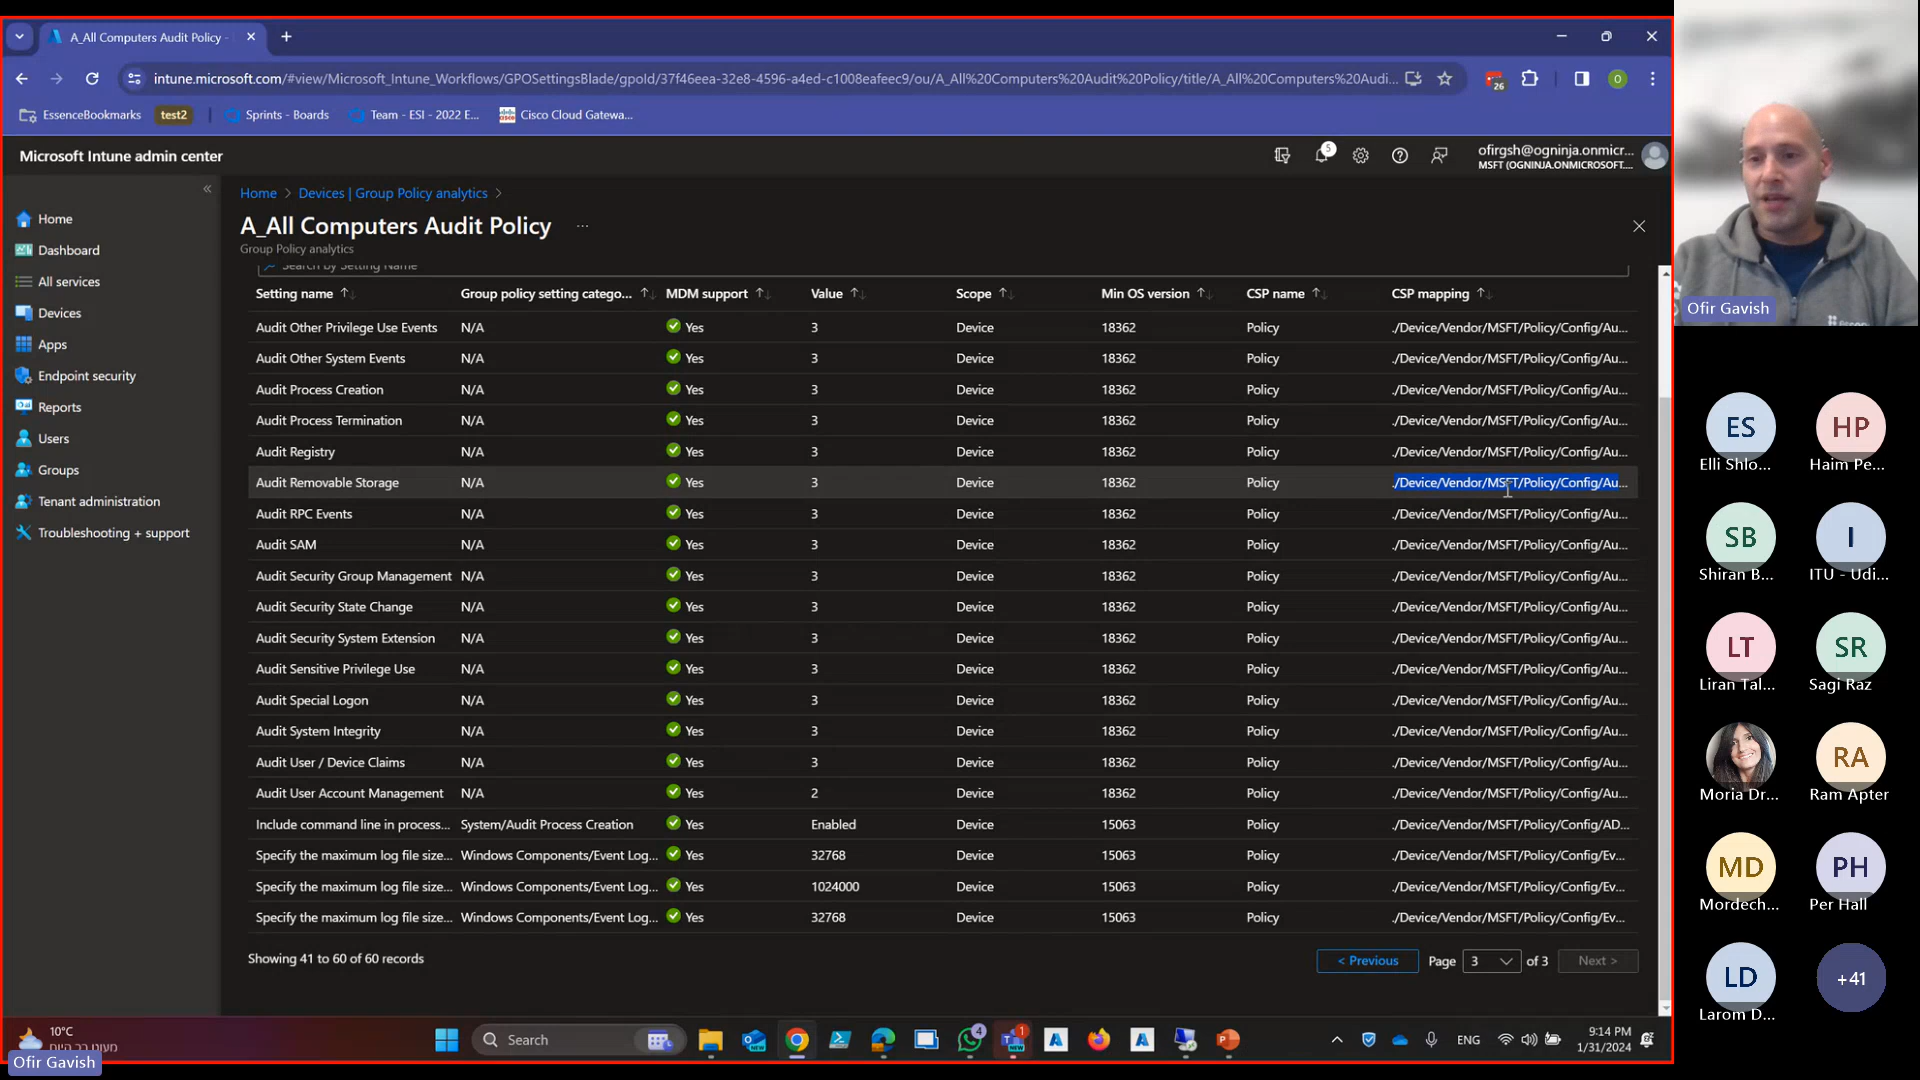 A_All Computers Audit Policy -
intune.microsoft.com/#view/Microsoft_Intune_Workflows/GPOSettingsBlade/gpoId/37f46eea-32e8-4596-a4ed-c1008eafeec9/ou/A_All%20Computers%20Audit%20Policy/title/A_All%20Computers%20Audi...
26
O
EssenceBookmarks
test2
Sprints - Boards
Team - ESI - 2022 E...
Cisco Cloud Gatewa...
Microsoft Intune admin center
5
ofirgsh@ogninja.onmicr...
MSFT (OGNINJA.ONMICROSOFT....
Home
Dashboard
All services
Devices
Apps
Endpoint security
Reports
Users
Groups
Tenant administration
Troubleshooting + support
Home > Devices | Group Policy analytics >
A_All Computers Audit Policy ...
Group Policy analytics
Search by Setting Name
Setting name Group policy setting catego... MDM support Value Scope Min OS version CSP name CSP mapping
Audit Other Privilege Use Events N/A Yes 3 Device 18362 Policy ./Device/Vendor/MSFT/Policy/Config/Au...
Audit Other System Events N/A Yes 3 Device 18362 Policy ./Device/Vendor/MSFT/Policy/Config/Au...
Audit Process Creation N/A Yes 3 Device 18362 Policy ./Device/Vendor/MSFT/Policy/Config/Au...
Audit Process Termination N/A Yes 3 Device 18362 Policy ./Device/Vendor/MSFT/Policy/Config/Au...
Audit Registry N/A Yes 3 Device 18362 Policy ./Device/Vendor/MSFT/Policy/Config/Au...
Audit Removable Storage N/A Yes 3 Device 18362 Policy ./Device/Vendor/MSFT/Policy/Config/Au...
Audit RPC Events N/A Yes 3 Device 18362 Policy ./Device/Vendor/MSFT/Policy/Config/Au...
Audit SAM N/A Yes 3 Device 18362 Policy ./Device/Vendor/MSFT/Policy/Config/Au...
Audit Security Group Management N/A Yes 3 Device 18362 Policy ./Device/Vendor/MSFT/Policy/Config/Au...
Audit Security State Change N/A Yes 3 Device 18362 Policy ./Device/Vendor/MSFT/Policy/Config/Au...
Audit Security System Extension N/A Yes 3 Device 18362 Policy ./Device/Vendor/MSFT/Policy/Config/Au...
Audit Sensitive Privilege Use N/A Yes 3 Device 18362 Policy ./Device/Vendor/MSFT/Policy/Config/Au...
Audit Special Logon N/A Yes 3 Device 18362 Policy ./Device/Vendor/MSFT/Policy/Config/Au...
Audit System Integrity N/A Yes 3 Device 18362 Policy ./Device/Vendor/MSFT/Policy/Config/Au...
Audit User / Device Claims N/A Yes 3 Device 18362 Policy ./Device/Vendor/MSFT/Policy/Config/Au...
Audit User Account Management N/A Yes 2 Device 18362 Policy ./Device/Vendor/MSFT/Policy/Config/Au...
Include command line in process... System/Audit Process Creation Yes Enabled Device 15063 Policy ./Device/Vendor/MSFT/Policy/Config/AD...
Specify the maximum log file size... Windows Components/Event Log... Yes 32768 Device 15063 Policy ./Device/Vendor/MSFT/Policy/Config/Ev...
Specify the maximum log file size... Windows Components/Event Log... Yes 1024000 Device 15063 Policy ./Device/Vendor/MSFT/Policy/Config/Ev...
Specify the maximum log file size... Windows Components/Event Log... Yes 32768 Device 15063 Policy ./Device/Vendor/MSFT/Policy/Config/Ev...
Showing 41 to 60 of 60 records
< Previous Page 3 of 3 Next >
10°C
מעונן בר היום
Ofir Gavish
Search
4
1
ENG
9:14 PM
1/31/2024
Ofir Gavish
ES HP
Elli Shlo... Haim Pe...
SB I
Shiran B... ITU - Udi...
LT SR
Liran Tal... Sagi Raz
RA
Moria Dr... Ram Apter
MD PH
Mordech... Per Hall
LD +41
Larom D...